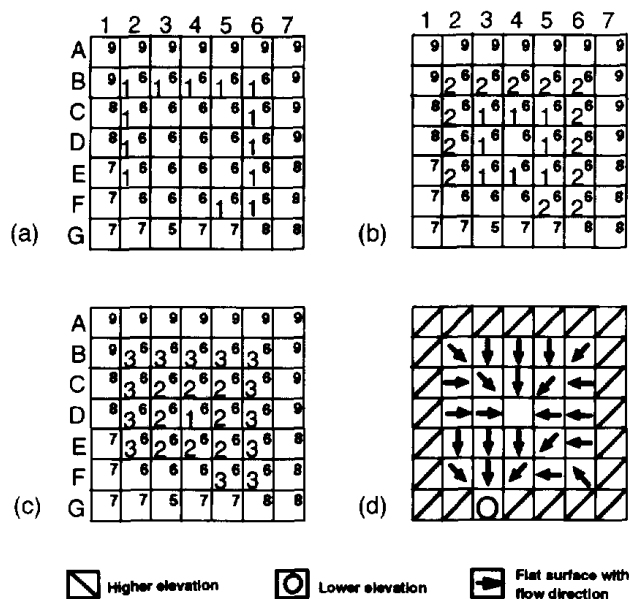 1 2 3 4 5 6 7
A 9 9 9 9 9 9 9
B 9 1 6 1 6 1 6 1 6 1 6 9
C 8 1 6 6 6 6 1 6 9
D 8 1 6 6 6 6 1 6 9
E 7 1 6 6 6 6 1 6 8
F 7 6 6 6 1 6 1 6 8
(a)
G 7 7 5 7 7 8 8
1 2 3 4 5 6 7
9 9 9 9 9 9 9
9 2 6 2 6 2 6 2 6 2 6 9
8 2 6 1 6 1 6 1 6 2 6 9
8 2 6 1 6 6 1 6 2 6 9
7 2 6 1 6 1 6 1 6 2 6 8
7 6 6 6 2 6 2 6 8
(b)
7 7 5 7 7 8 8
A 9 9 9 9 9 9 9
B 9 3 6 3 6 3 6 3 6 3 6 9
C 8 3 6 2 6 2 6 2 6 3 6 9
D 8 3 6 2 6 1 6 2 6 3 6 9
E 7 3 6 2 6 2 6 2 6 3 6 8
F 7 6 6 6 3 6 3 6 8
(c)
G 7 7 5 7 7 8 8
(d)
Higher elevation
Lower elevation
Flat surface with
flow direction